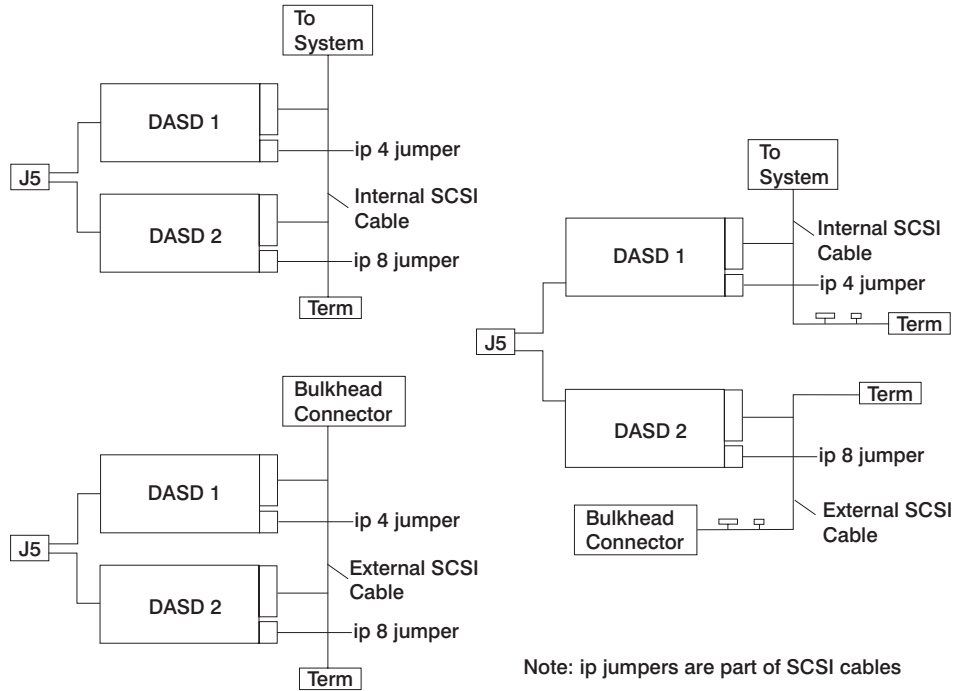 To
System
DASD 1
ip 4 jumper
J5
Internal SCSI
Cable
DASD 2
ip 8 jumper
Term
Bulkhead
Connector
DASD 1
ip 4 jumper
J5
External SCSI
Cable
DASD 2
ip 8 jumper
Term
To
System
Internal SCSI
Cable
DASD 1
ip 4 jumper
Term
J5
Term
DASD 2
ip 8 jumper
External SCSI
Cable
Bulkhead
Connector
Note: ip jumpers are part of SCSI cables